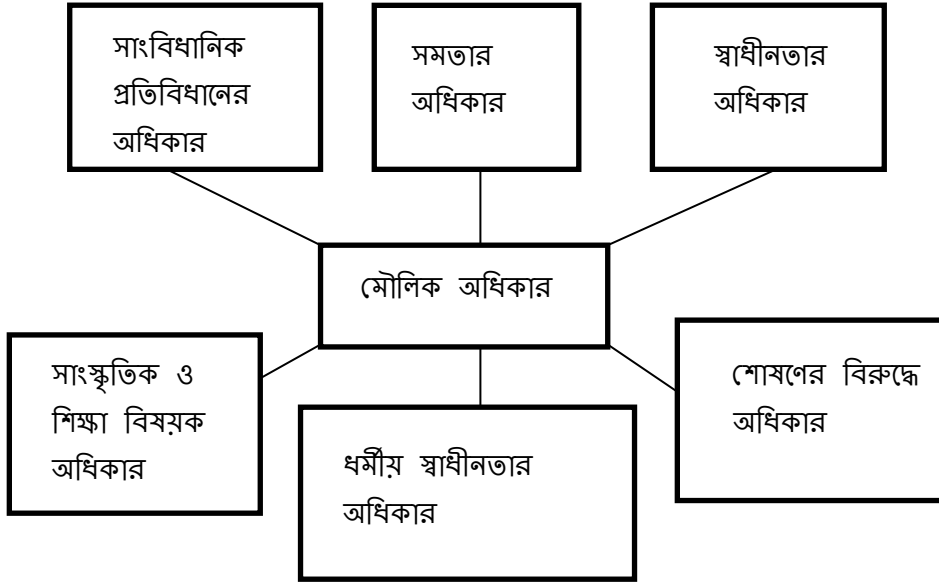 সাংবিধানিক
প্রতিবিধানের
অধিকার
সমতার
অধিকার
স্বাধীনতার
অধিকার
মৌলিক অধিকার
সাংস্কৃতিক ও
শিক্ষা বিষয়ক
অধিকার
ধর্মীয় স্বাধীনতার
অধিকার
শোষণের বিরুদ্ধে
অধিকার